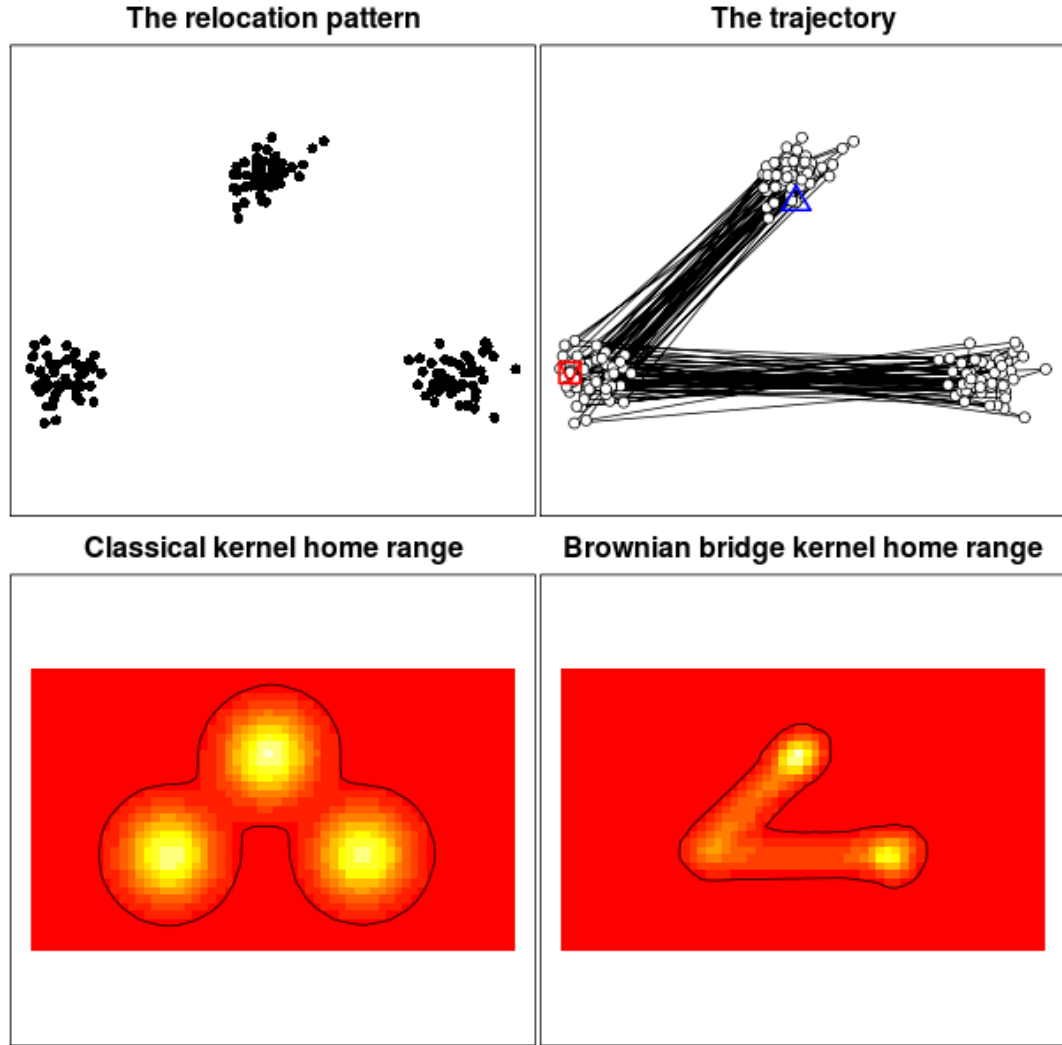 The relocation pattern
The trajectory
Classical kernel home range
Brownian bridge kernel home range